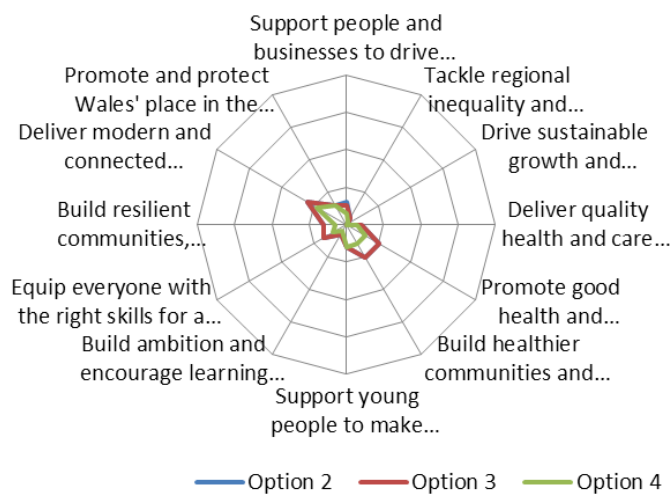 Support people and
businesses to drive...
Tackle regional
inequality and...
Drive sustainable
growth and...
Deliver quality
health and care...
Promote good
health and...
Build healthier
communities and...
Support young
people to make...
Build ambition and
encourage learning...
Equip everyone with
the right skills for a...
Build resilient
communities,...
Deliver modern and
connected...
Promote and protect
Wales' place in the...
Option 2
Option 3
Option 4